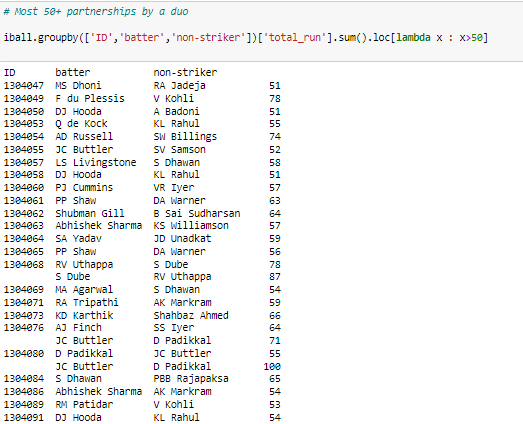 # Most 50+ partnerships by a duo
iball.groupby(['ID','batter','non-striker'])['total_run'].sum().loc[lambda x : x>50]
ID batter non-striker
1304047 MS Dhoni RA Jadeja 51
1304049 F du Plessis V Kohli 78
1304050 DJ Hooda A Badoni 51
1304053 Q de Kock KL Rahul 55
1304054 AD Russell SW Billings 74
1304055 JC Buttler SV Samson 52
1304057 LS Livingstone S Dhawan 58
1304058 DJ Hooda KL Rahul 51
1304060 PJ Cummins VR Iyer 57
1304061 PP Shaw DA Warner 63
1304062 Shubman Gill B Sai Sudharsan 64
1304063 Abhishek Sharma KS Williamson 57
1304064 SA Yadav JD Unadkat 59
1304065 PP Shaw DA Warner 56
1304068 RV Uthappa S Dube 78
S Dube RV Uthappa 87
1304069 MA Agarwal S Dhawan 54
1304071 RA Tripathi AK Markram 59
1304073 KD Karthik Shahbaz Ahmed 66
1304076 AJ Finch SS Iyer 64
JC Buttler D Padikkal 71
1304080 D Padikkal JC Buttler 55
JC Buttler D Padikkal 100
1304084 S Dhawan PBB Rajapaksa 65
1304086 Abhishek Sharma AK Markram 54
1304089 RM Patidar V Kohli 53
1304091 DJ Hooda KL Rahul 54